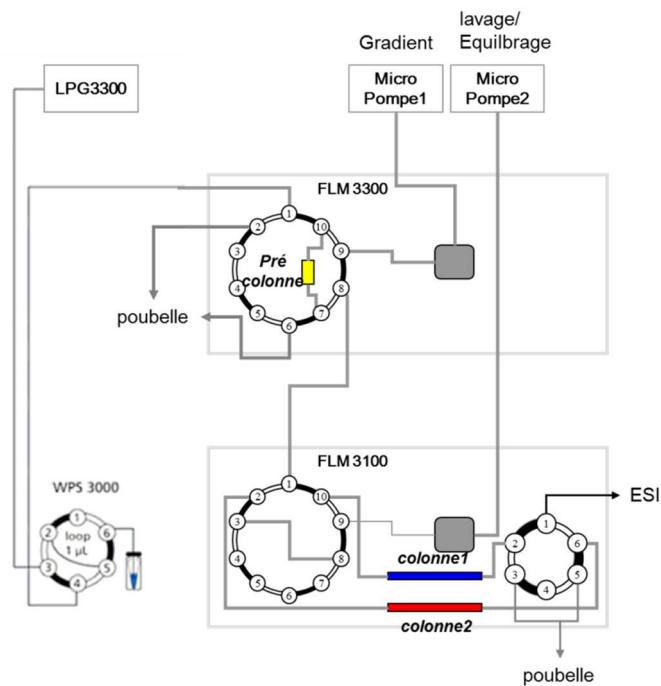 Gradient
lavage/
Equilbrage
LPG3300
Micro
Pompe1
Micro
Pompe2
FLM 3300
1
2
10
3
9
Pré
colonne
4
8
5
7
6
poubelle
FLM 3100
WPS 3000
1
2
6
loop
1 µL
3
5
4
1
2
10
3
9
4
8
5
7
6
ESI
1
2
6
3
5
4
colonne1
colonne2
poubelle